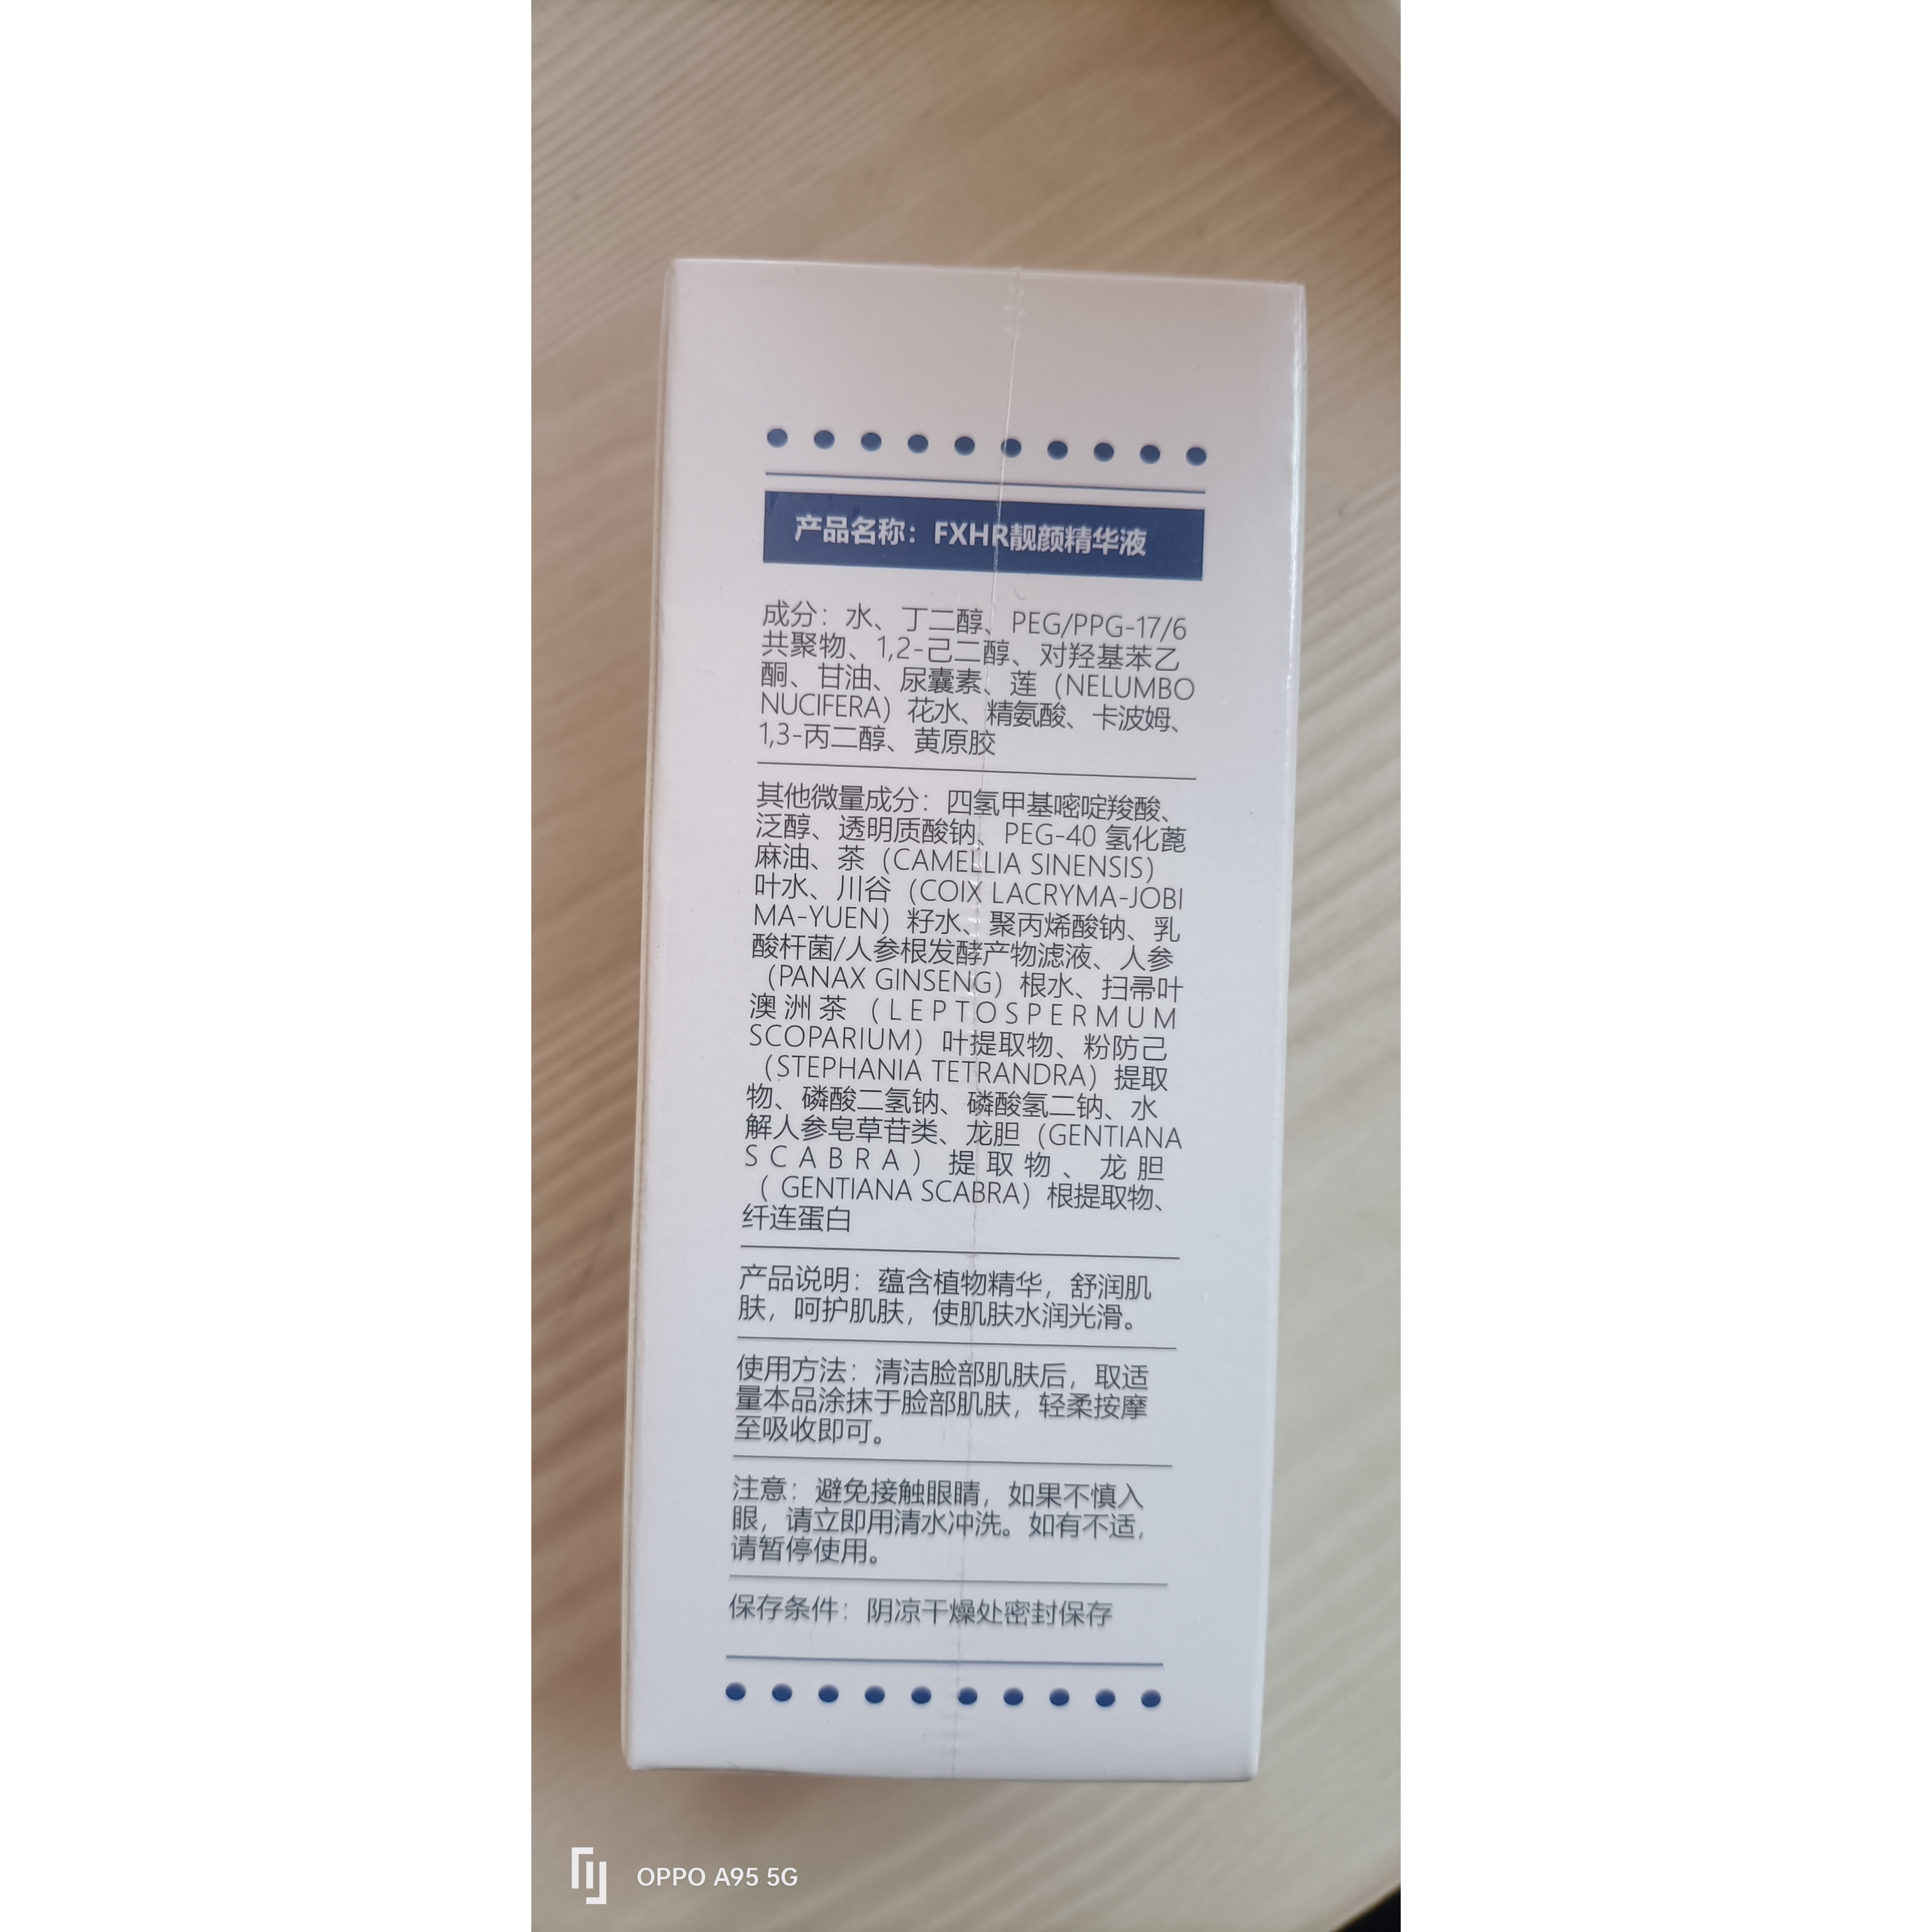 产品名称：FXHR靓颜精华液
成分：水、丁二醇、PEG/PPG-17/6
共聚物、1,2-己二醇、对羟基苯乙
酮、甘油、尿囊素、莲（NELUMBO
NUCIFERA）花水、精氨酸、卡波姆、
1,3-丙二醇、黄原胶
其他微量成分：四氢甲基嘧啶羧酸、
泛醇、透明质酸钠、PEG-40 氢化蓖
麻油、茶（CAMELLIA SINENSIS）
叶水、川谷（COIX LACRYMA-JOBI
MA-YUEN）籽水、聚丙烯酸钠、乳
酸杆菌/人参根发酵产物滤液、人参
（PANAX GINSENG）根水、扫帚叶
澳洲茶（LEPTOSPERMUM
SCOPARIUM）叶提取物、粉防己
（STEPHANIA TETRANDRA）提取
物、磷酸二氢钠、磷酸氢二钠、水
解人参皂草苷类、龙胆（GENTIANA
SCABRA）提取物、龙胆
（ GENTIANA SCABRA）根提取物、
纤连蛋白
产品说明：蕴含植物精华，舒润肌
肤，呵护肌肤，使肌肤水润光滑。
使用方法：清洁脸部肌肤后，取适
量本品涂抹于脸部肌肤，轻柔按摩
至吸收即可。
注意：避免接触眼睛，如果不慎入
眼，请立即用清水冲洗。如有不适，
请暂停使用。
保存条件：阴凉干燥处密封保存
OPPO A95 5G